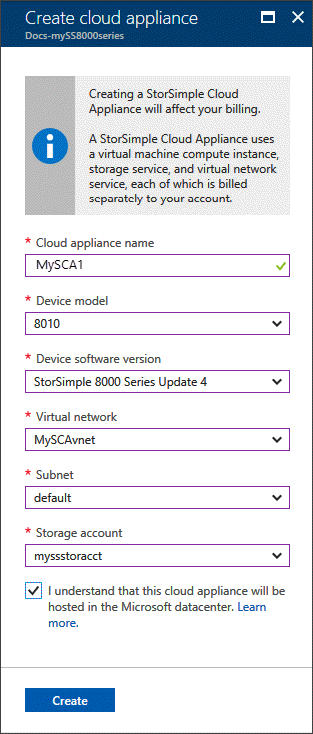 Create cloud appliance
Docs-mySS8000series
Creating a StorSimple Cloud
Appliance will affect your billing.
A StorSimple Cloud Appliance uses
a virtual machine compute instance,
storage service, and virtual network
service, each of which is billed
separately to your account.
* Cloud appliance name
MySCA1
* Device model
8010
* Device software version
StorSimple 8000 Series Update 4
* Virtual network
MySCAvnet
* Subnet
default
* Storage account
myssstoracct
I understand that this cloud appliance will be
hosted in the Microsoft datacenter. Learn
more.
Create